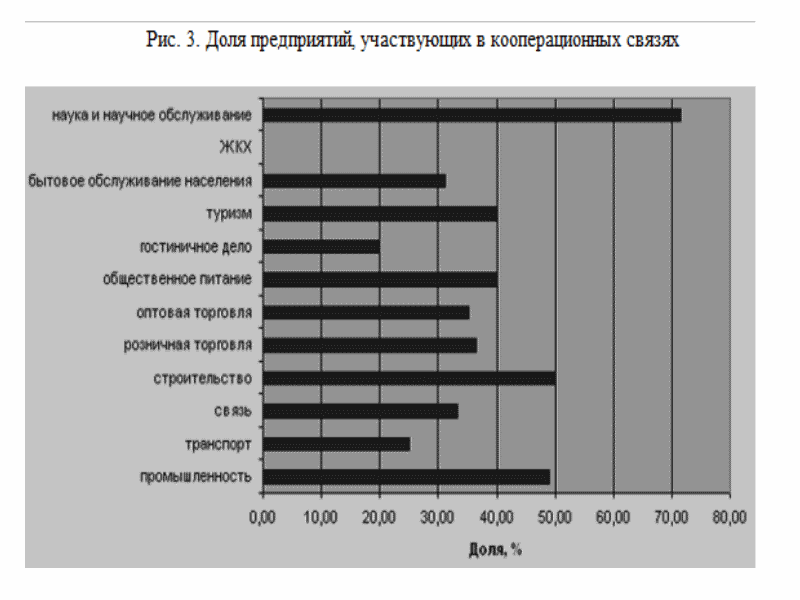 Рис. 3. Доля предприятий, участвующих в кооперационных связях
наука и научное обслуживание
ЖКХ
бытовое обслуживание населения
туризм
гостиничное дело
общественное питание
оптовая торговля
розничная торговля
строительство
связь
транспорт
промышленность
0,00 10,00 20,00 30,00 40,00 50,00 60,00 70,00 80,00
Доля, %